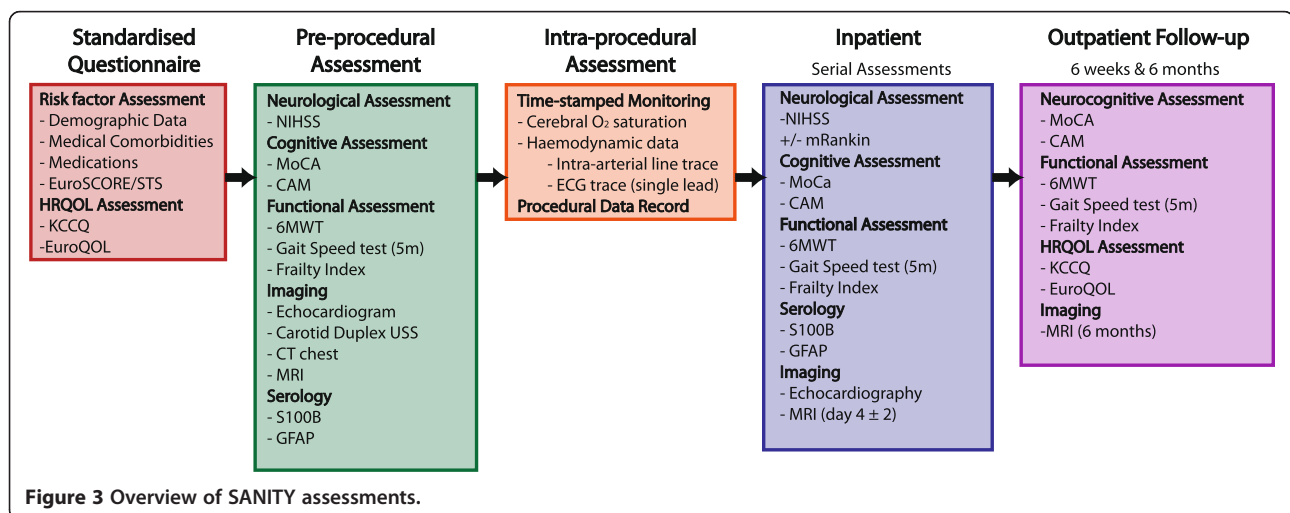 Standardised
Questionnaire
Risk factor Assessment
- Demographic Data
- Medical Comorbidities
- Medications
- EuroSCORE/STS
HRQOL Assessment
- KCCQ
-EuroQOL
Pre-procedural
Assessment
Neurological Assessment
- NIHSS
Cognitive Assessment
- MoCA
- CAM
Functional Assessment
- 6MWT
- Gait Speed test (5m)
- Frailty Index
Imaging
- Echocardiogram
- Carotid Duplex USS
- CT chest
- MRI
Serology
- S100B
- GFAP
Intra-procedural
Assessment
Time-stamped Monitoring
- Cerebral O₂ saturation
- Haemodynamic data
- Intra-arterial line trace
- ECG trace (single lead)
Procedural Data Record
Inpatient
Serial Assessments
Neurological Assessment
-NIHSS
+/- mRankin
Cognitive Assessment
- MoCa
- CAM
Functional Assessment
- 6MWT
- Gait Speed test (5m)
- Frailty Index
Serology
- S100B
- GFAP
Imaging
- Echocardiography
- MRI (day 4 ± 2)
Outpatient Follow-up
6 weeks & 6 months
Neurocognitive Assessment
- MoCA
- CAM
Functional Assessment
- 6MWT
- Gait Speed test (5m)
- Frailty Index
HRQOL Assessment
- KCCQ
- EuroQOL
Imaging
-MRI (6 months)
Figure 3 Overview of SANITY assessments.